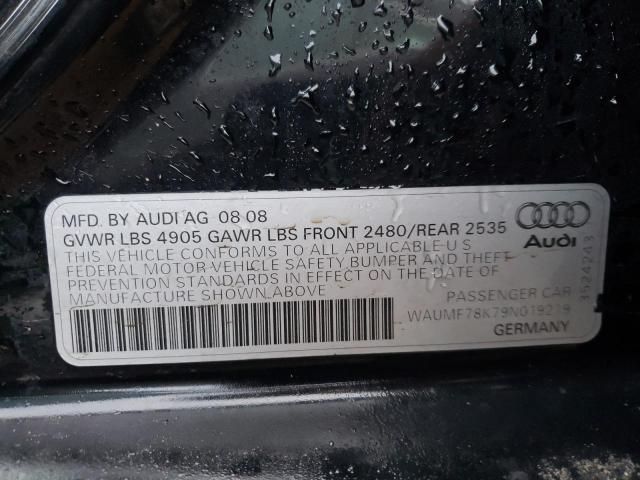 MFD. BY AUDI AG 08 08
GVWR LBS 4905 GAWR LBS FRONT 2480/REAR 2535
THIS VEHICLE CONFORMS TO ALL APPLICABLE U S
FEDERAL MOTOR VEHICLE SAFETY BUMPER AND THEFT
PREVENTION STANDARDS IN EFFECT ON THE DATE OF
MANUFACTURE SHOWN ABOVE
PASSENGER CAR
WAUMF78K79N019219
GERMANY
Audi
3524243